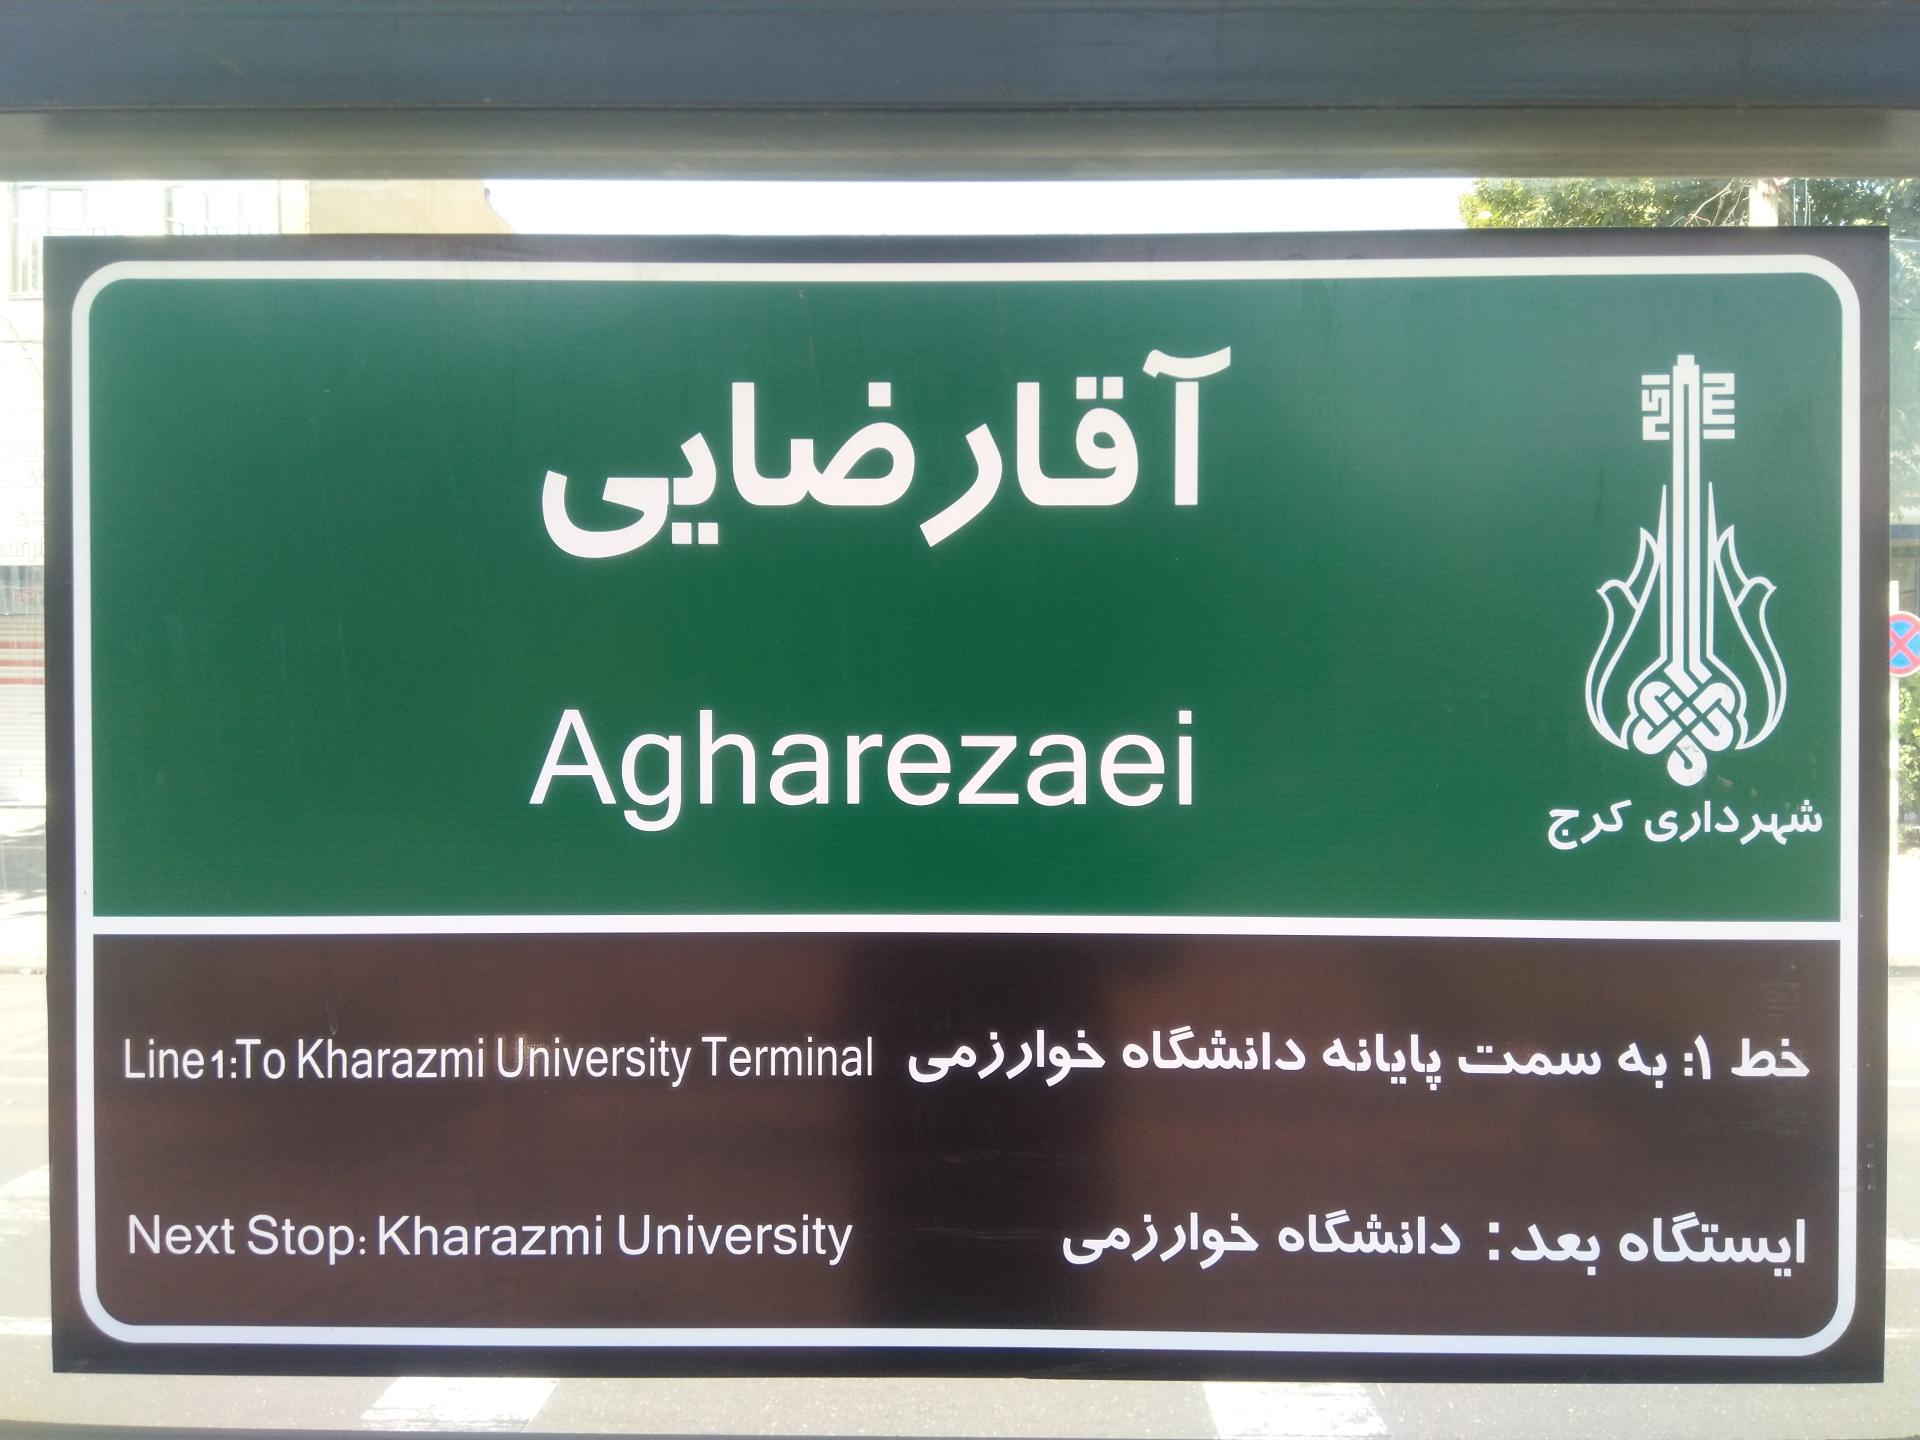 آقارضایی
Agharezaei
شهرداری کرج
Line1:To Kharazmi University Terminal
خط ۱: به سمت پایانه دانشگاه خوارزمی
Next Stop: Kharazmi University
ایستگاه بعد: دانشگاه خوارزمی